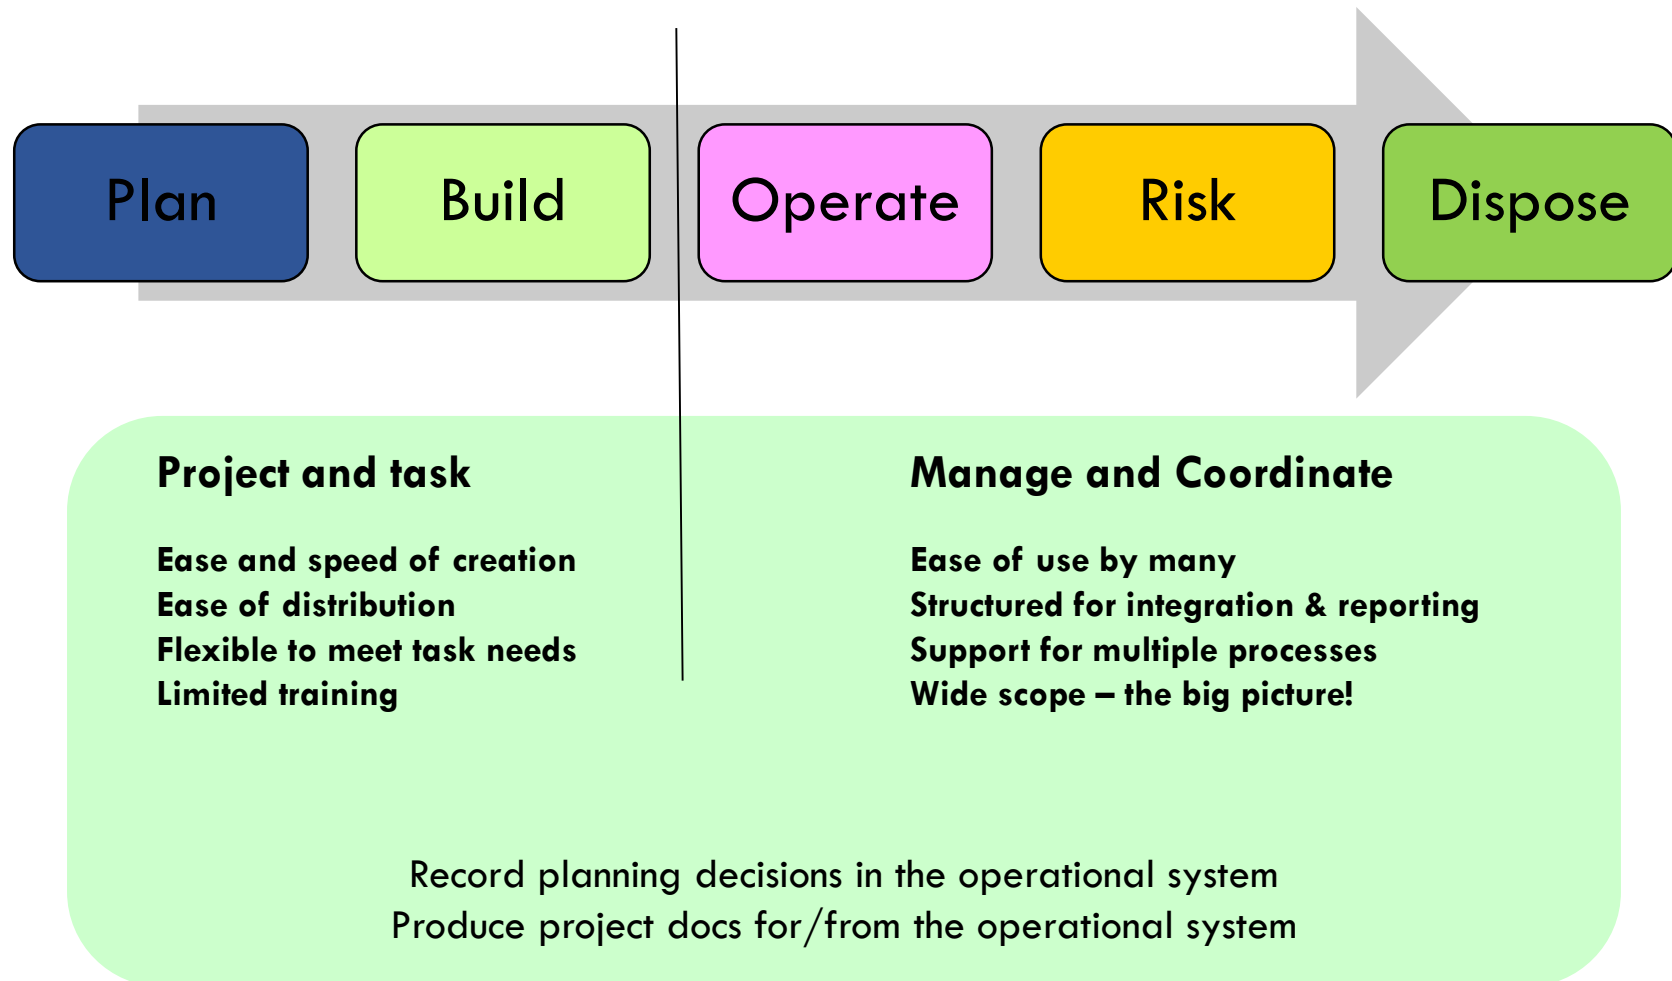 Plan
Build
Operate
Risk
Dispose
Project and task
Ease and speed of creation
Ease of distribution
Flexible to meet task needs
Limited training
Manage and Coordinate
Ease of use by many
Structured for integration & reporting
Support for multiple processes
Wide scope – the big picture!
Record planning decisions in the operational system
Produce project docs for/from the operational system